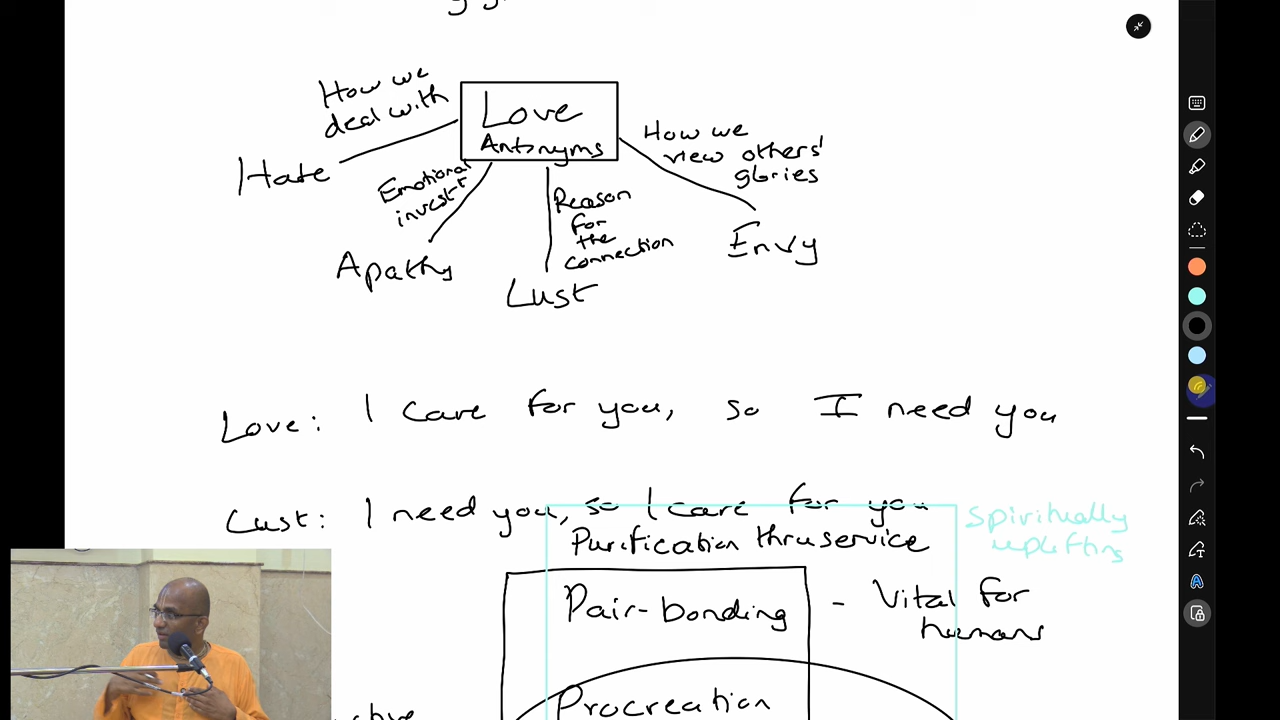 How we
deal with
Love
Antonyms
How we
view others'
glories
Hate
Emotional
Reason
for
the
connection
Envy
Apathy
Lust
Love: I care for you, so I need you
Lust: I need you, so I care for you
Purification thru service
Spiritually
uplifting
Pair-bonding - Vital for
humans
Procreation